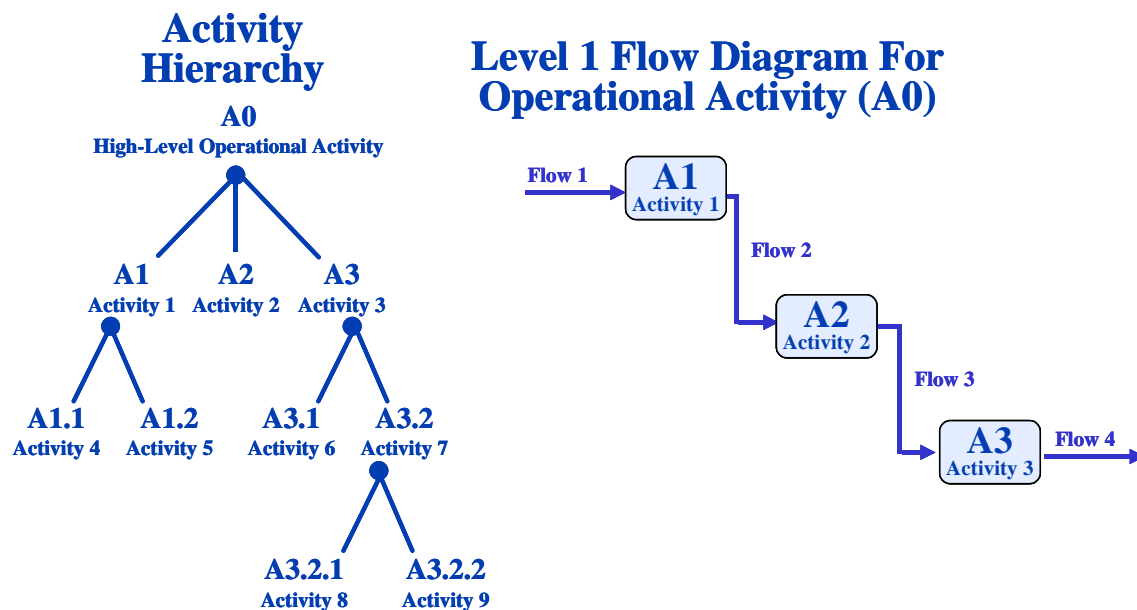 Activity
Hierarchy
A0
High-Level Operational Activity
A1
Activity 1
A2
Activity 2
A3
Activity 3
A1.1
Activity 4
A1.2
Activity 5
A3.1
Activity 6
A3.2
Activity 7
A3.2.1
Activity 8
A3.2.2
Activity 9
Level 1 Flow Diagram For
Operational Activity (A0)
Flow 1
A1
Activity 1
Flow 2
A2
Activity 2
Flow 3
A3
Activity 3
Flow 4